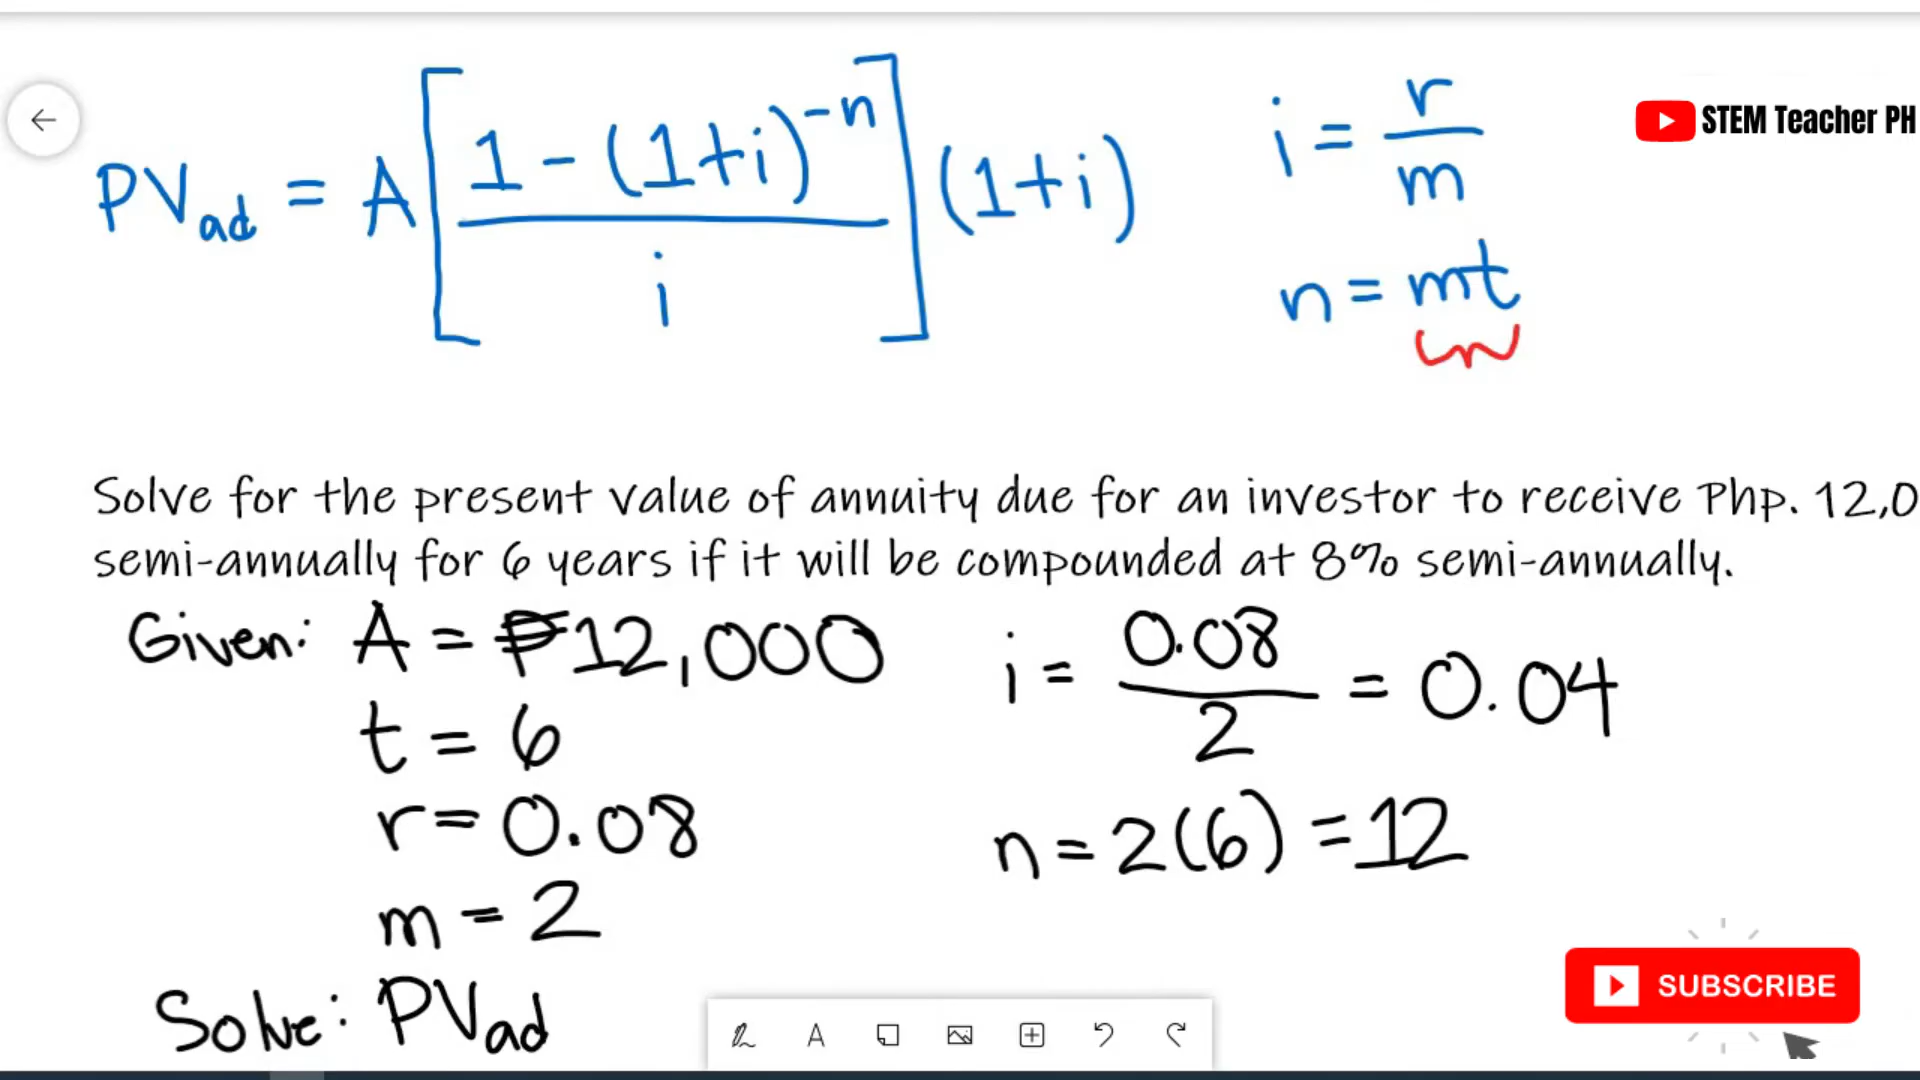 PVad = A [ 1 - (1+i)^-n / i ] (1+i)
i = r / m
STEM Teacher PH
n = mt
Solve for the present value of annuity due for an investor to receive Php. 12,0
semi-annually for 6 years if it will be compounded at 8% semi-annually.
Given: A = ₱12,000
i = 0.08 / 2 = 0.04
t = 6
r = 0.08
n = 2(6) = 12
m = 2
SUBSCRIBE
Solve: PVad
A